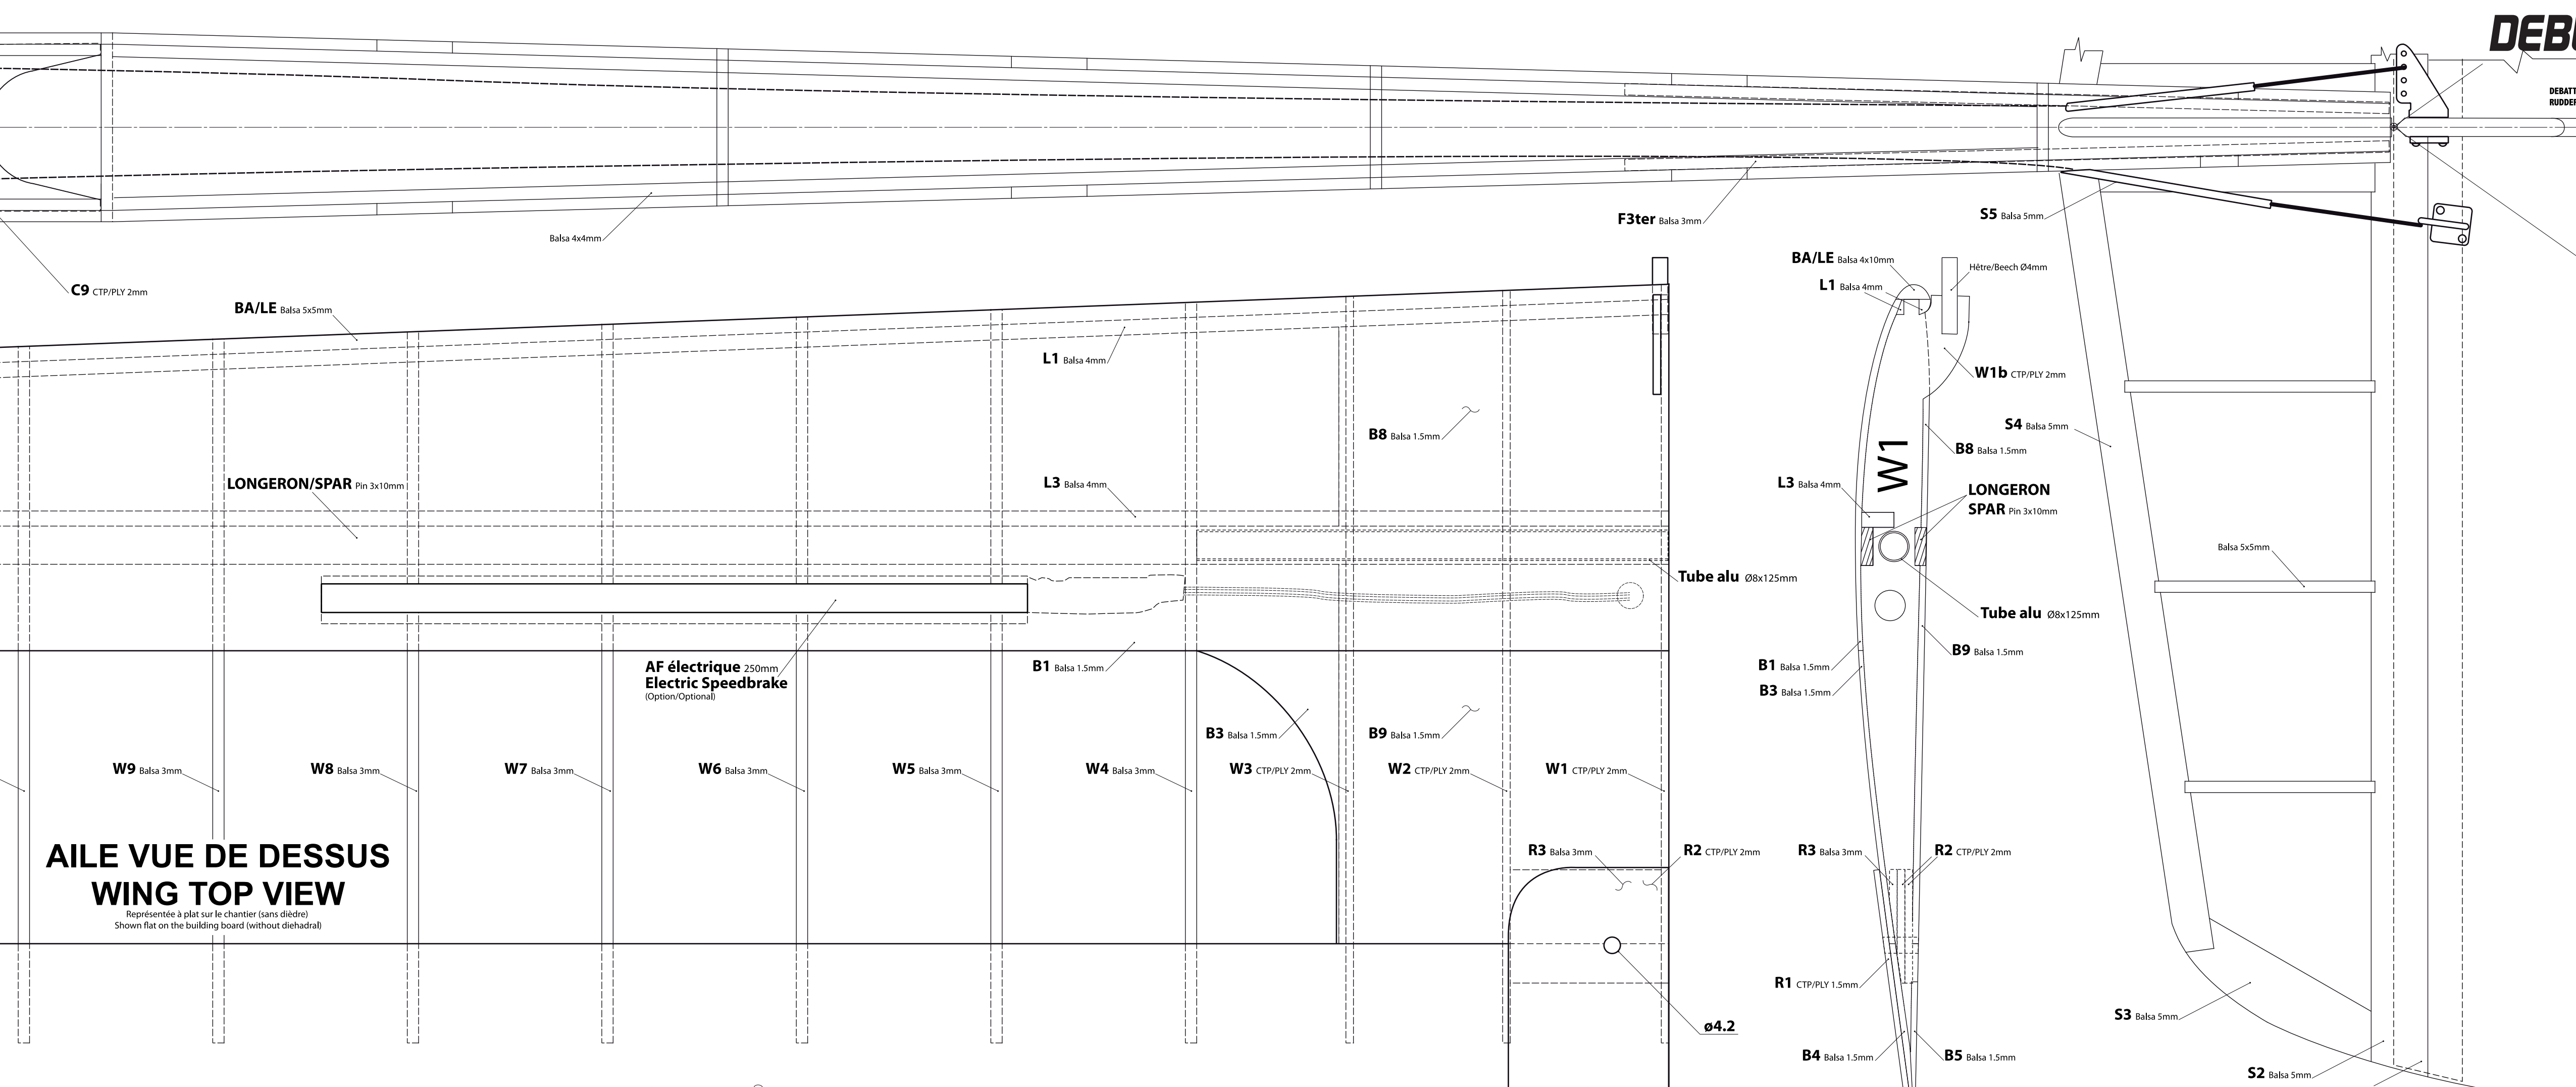 DEBATT
RUDDER
F3ter Balsa 3mm
S5 Balsa 5mm
Balsa 4x4mm
BA/LE Balsa 4x10mm
Hêtre/Beech Ø4mm
L1 Balsa 4mm
C9 CTP/PLY 2mm
BA/LE Balsa 5x5mm
L1 Balsa 4mm
W1b CTP/PLY 2mm
B8 Balsa 1.5mm
S4 Balsa 5mm
W1
B8 Balsa 1.5mm
LONGERON/SPAR Pin 3x10mm
L3 Balsa 4mm
L3 Balsa 4mm
LONGERON
SPAR Pin 3x10mm
Balsa 5x5mm
Tube alu Ø8x125mm
Tube alu Ø8x125mm
AF électrique 250mm
Electric Speedbrake
(Option/Optional)
B1 Balsa 1.5mm
B1 Balsa 1.5mm
B9 Balsa 1.5mm
B3 Balsa 1.5mm
B3 Balsa 1.5mm
B9 Balsa 1.5mm
W9 Balsa 3mm
W8 Balsa 3mm
W7 Balsa 3mm
W6 Balsa 3mm
W5 Balsa 3mm
W4 Balsa 3mm
W3 CTP/PLY 2mm
W2 CTP/PLY 2mm
W1 CTP/PLY 2mm
AILE VUE DE DESSUS
WING TOP VIEW
Représentée à plat sur le chantier (sans dièdre)
Shown flat on the building board (without diehadral)
R3 Balsa 3mm
R2 CTP/PLY 2mm
R3 Balsa 3mm
R2 CTP/PLY 2mm
R1 CTP/PLY 1.5mm
ø4.2
S3 Balsa 5mm
B4 Balsa 1.5mm
B5 Balsa 1.5mm
S2 Balsa 5mm